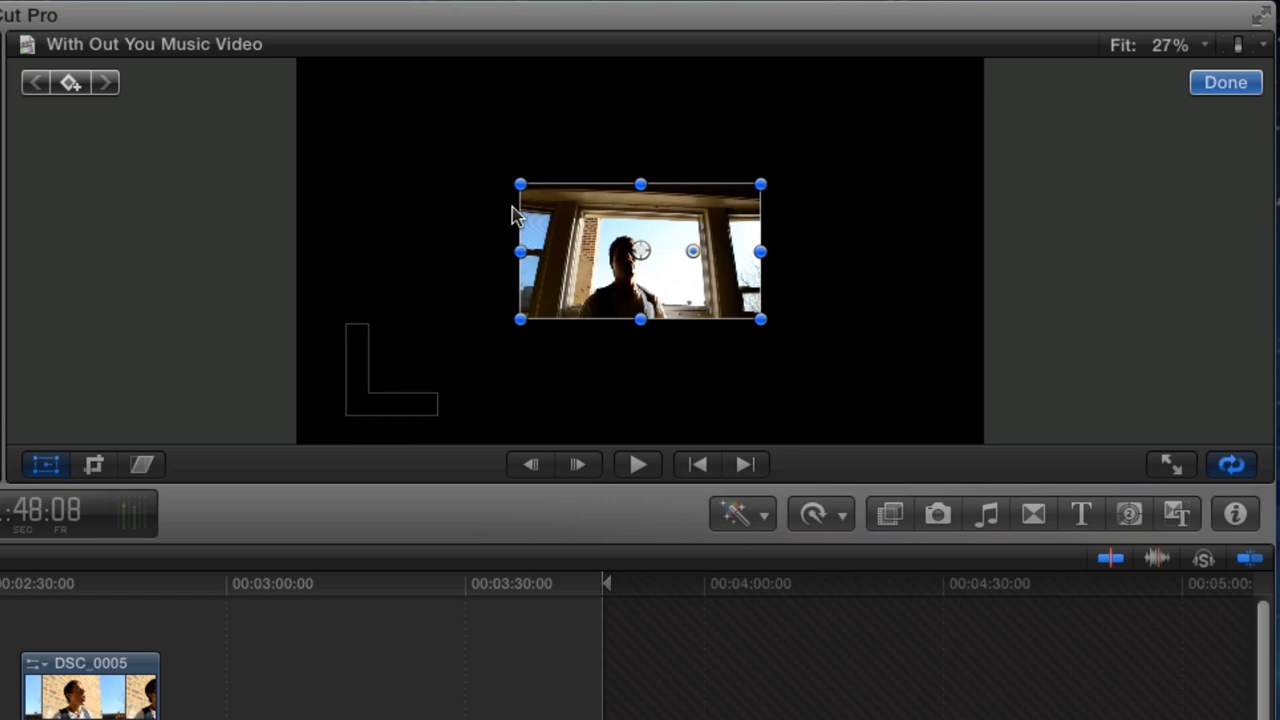 Cut Pro
With Out You Music Video
Fit: 27%
Done
:48:08
SEC FR
00:02:30:00
00:03:00:00
00:03:30:00
00:04:00:00
00:04:30:00
00:05:00:
DSC_0005